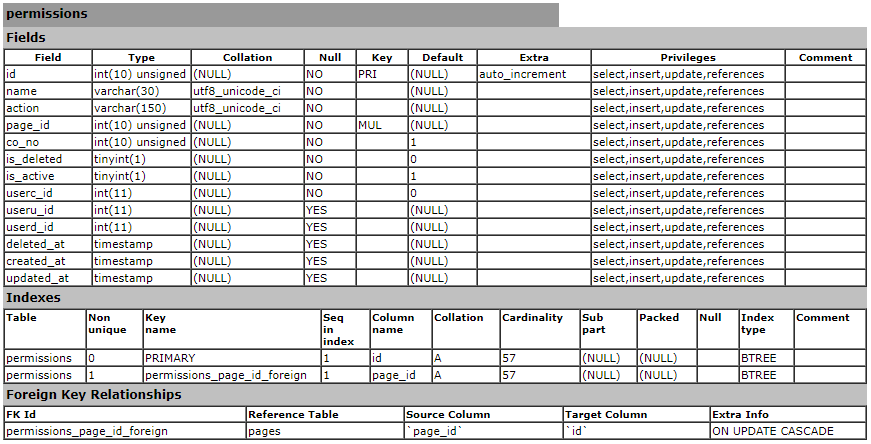 permissions
Fields
Field Type Collation Null Key Default Extra Privileges Comment
id int(10) unsigned (NULL) NO PRI (NULL) auto_increment select,insert,update,references
name varchar(30) utf8_unicode_ci NO (NULL) select,insert,update,references
action varchar(150) utf8_unicode_ci NO (NULL) select,insert,update,references
page_id int(10) unsigned (NULL) NO MUL (NULL) select,insert,update,references
co_no int(10) unsigned (NULL) NO 1 select,insert,update,references
is_deleted tinyint(1) (NULL) NO 0 select,insert,update,references
is_active tinyint(1) (NULL) NO 1 select,insert,update,references
userc_id int(11) (NULL) NO 0 select,insert,update,references
useru_id int(11) (NULL) YES (NULL) select,insert,update,references
userd_id int(11) (NULL) YES (NULL) select,insert,update,references
deleted_at timestamp (NULL) YES (NULL) select,insert,update,references
created_at timestamp (NULL) YES (NULL) select,insert,update,references
updated_at timestamp (NULL) YES (NULL) select,insert,update,references
Indexes
Table Non unique Key name Seq in index Column name Collation Cardinality Sub part Packed Null Index type Comment
permissions 0 PRIMARY 1 id A 57 (NULL) (NULL) BTREE
permissions 1 permissions_page_id_foreign 1 page_id A 57 (NULL) (NULL) BTREE
Foreign Key Relationships
FK Id Reference Table Source Column Target Column Extra Info
permissions_page_id_foreign pages `page_id` `id` ON UPDATE CASCADE